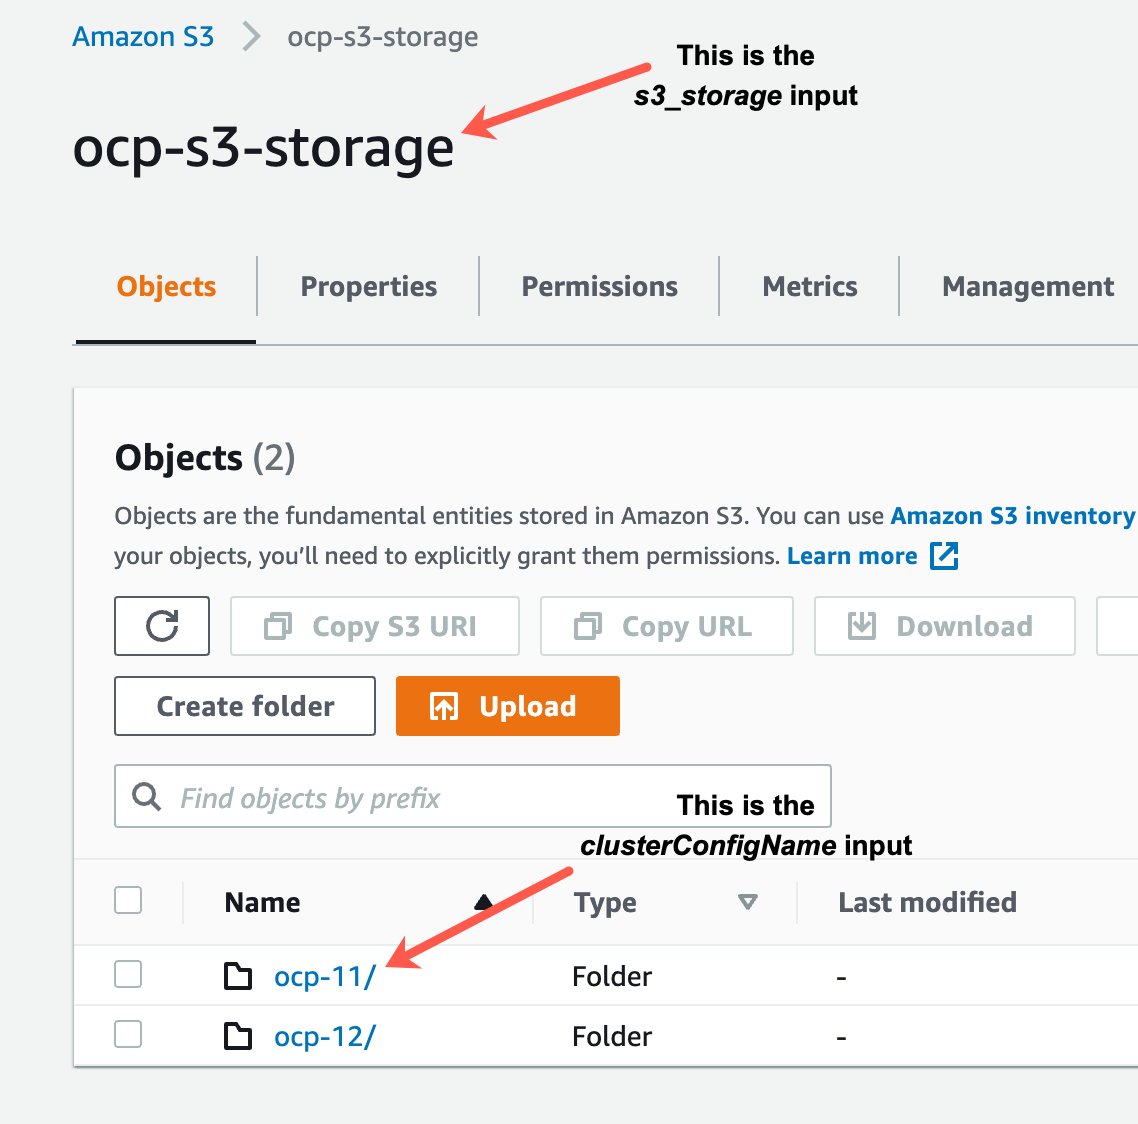 Amazon S3 > ocp-s3-storage
This is the
s3_storage input
ocp-s3-storage
Objects Properties Permissions Metrics Management
Objects (2)
Objects are the fundamental entities stored in Amazon S3. You can use Amazon S3 inventory
your objects, you’ll need to explicitly grant them permissions. Learn more
Copy S3 URI Copy URL Download
Create folder Upload
Find objects by prefix
This is the
clusterConfigName input
Name Type Last modified
ocp-11/ Folder -
ocp-12/ Folder -